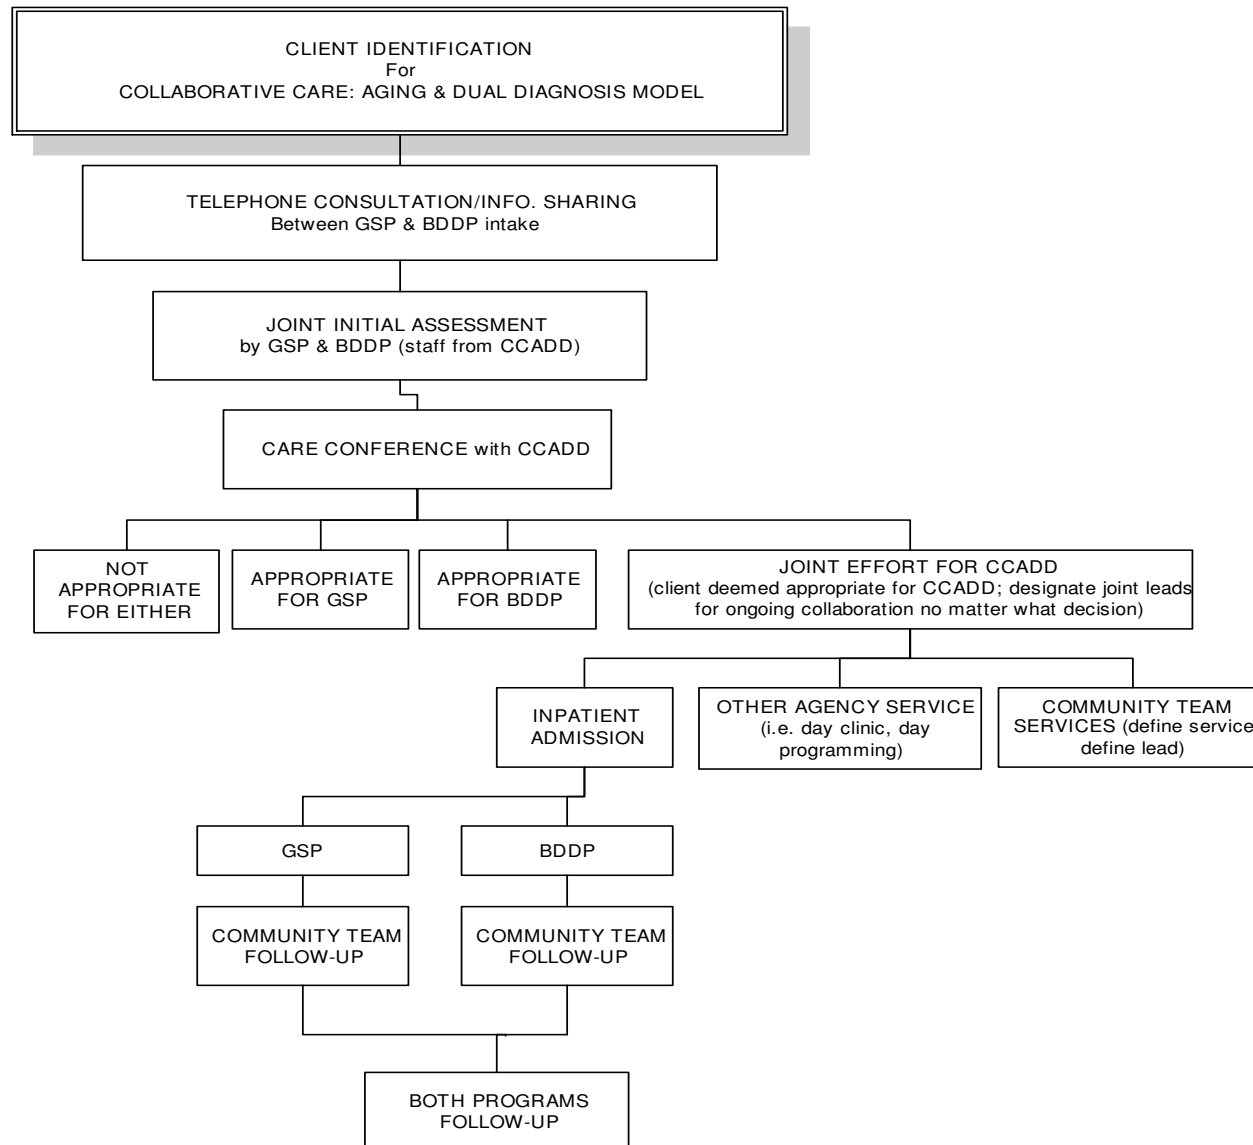 CLIENT IDENTIFICATION
For
COLLABORATIVE CARE: AGING & DUAL DIAGNOSIS MODEL
TELEPHONE CONSULTATION/INFO. SHARING
Between GSP & BDDP intake
JOINT INITIAL ASSESSMENT
by GSP & BDDP (staff from CCADD)
CARE CONFERENCE with CCADD
NOT
APPROPRIATE
FOR EITHER
APPROPRIATE
FOR GSP
APPROPRIATE
FOR BDDP
JOINT EFFORT FOR CCADD
(client deemed appropriate for CCADD; designate joint leads
for ongoing collaboration no matter what decision)
INPATIENT
ADMISSION
OTHER AGENCY SERVICE
(i.e. day clinic, day
programming)
COMMUNITY TEAM
SERVICES (define service
define lead)
GSP
BDDP
COMMUNITY TEAM
FOLLOW-UP
COMMUNITY TEAM
FOLLOW-UP
BOTH PROGRAMS
FOLLOW-UP